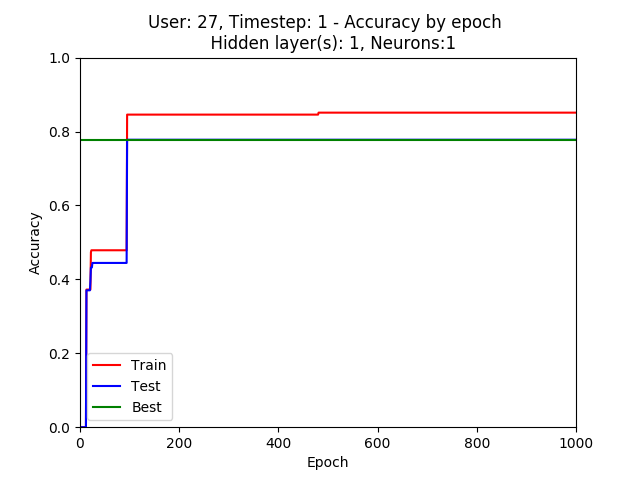 User: 27, Timestep: 1 - Accuracy by epoch
Hidden layer(s): 1, Neurons:1
1.0
0.8
0.6
0.4
0.2
0.0
Accuracy
Train
Test
Best
0 200 400 600 800 1000
Epoch